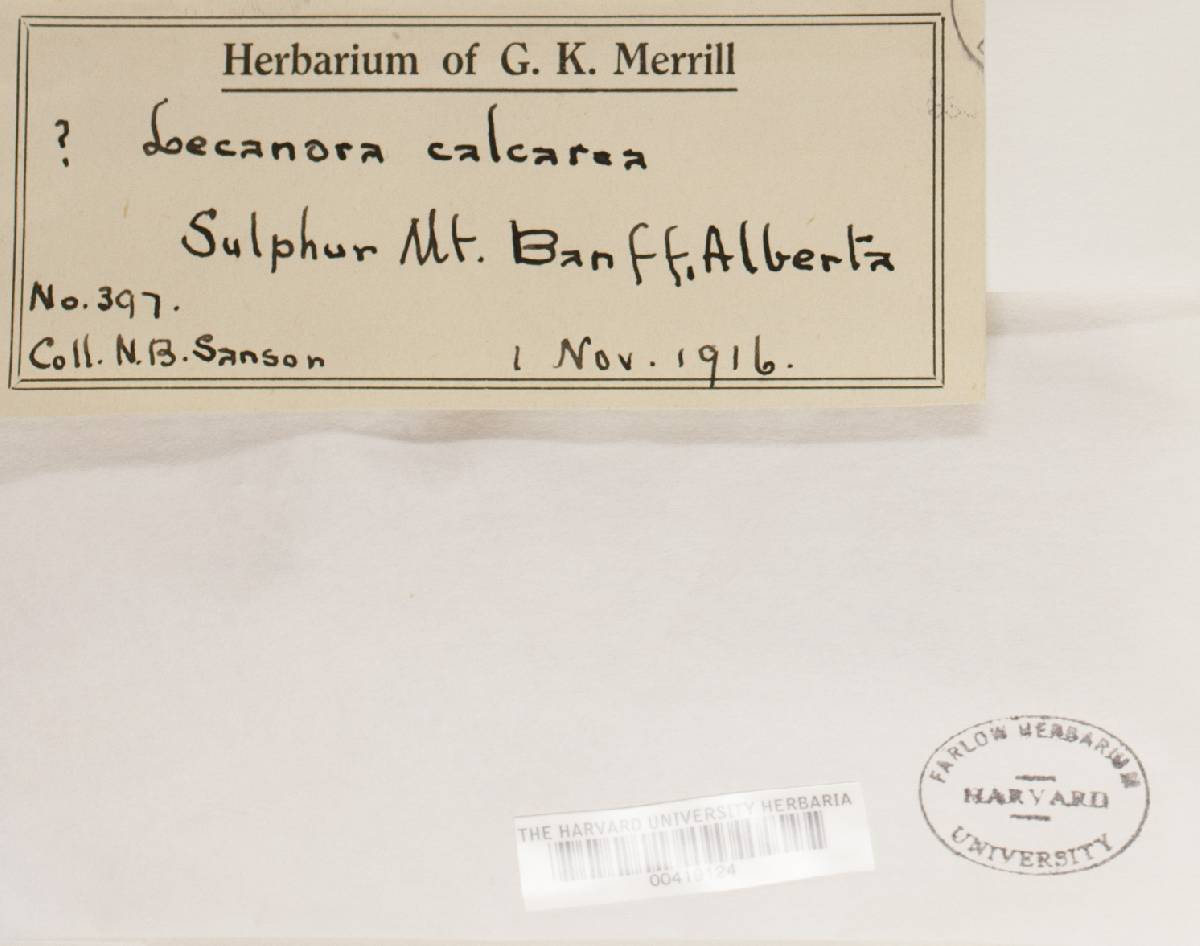 Herbarium of G. K. Merrill
? Lecanora calcarea
Sulphur Mt. Banff, Alberta
No. 397.
Coll. N.B. Sanson 1 Nov. 1916.
FARLOW HERBARIUM
HARVARD
UNIVERSITY
THE HARVARD UNIVERSITY HERBARIA